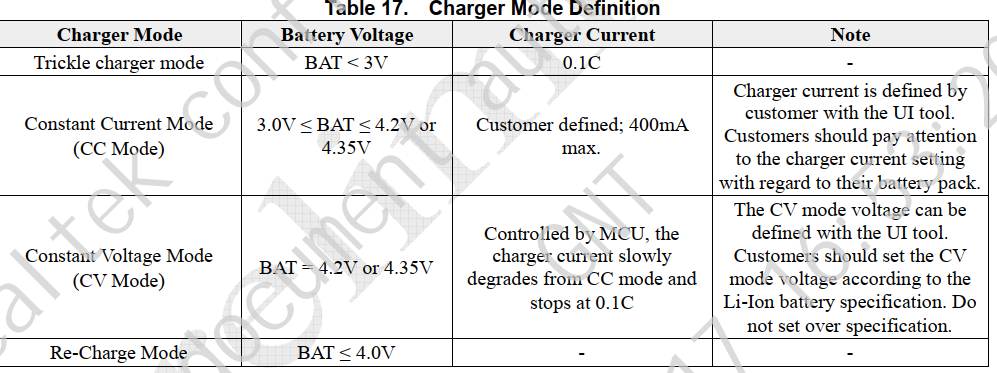 Table 17. Charger Mode Definition
Charger Mode
Battery Voltage
Charger Current
Note
Trickle charger mode
BAT < 3V
0.1C
-
Constant Current Mode
(CC Mode)
3.0V ≤ BAT ≤ 4.2V or
4.35V
Customer defined; 400mA
max.
Charger current is defined by
customer with the UI tool.
Customers should pay attention
to the charger current setting
with regard to their battery pack.
Constant Voltage Mode
(CV Mode)
BAT = 4.2V or 4.35V
Controlled by MCU, the
charger current slowly
degrades from CC mode and
stops at 0.1C
The CV mode voltage can be
defined with the UI tool.
Customers should set the CV
mode voltage according to the
Li-Ion battery specification. Do
not set over specification.
Re-Charge Mode
BAT ≤ 4.0V
-
-
GNT